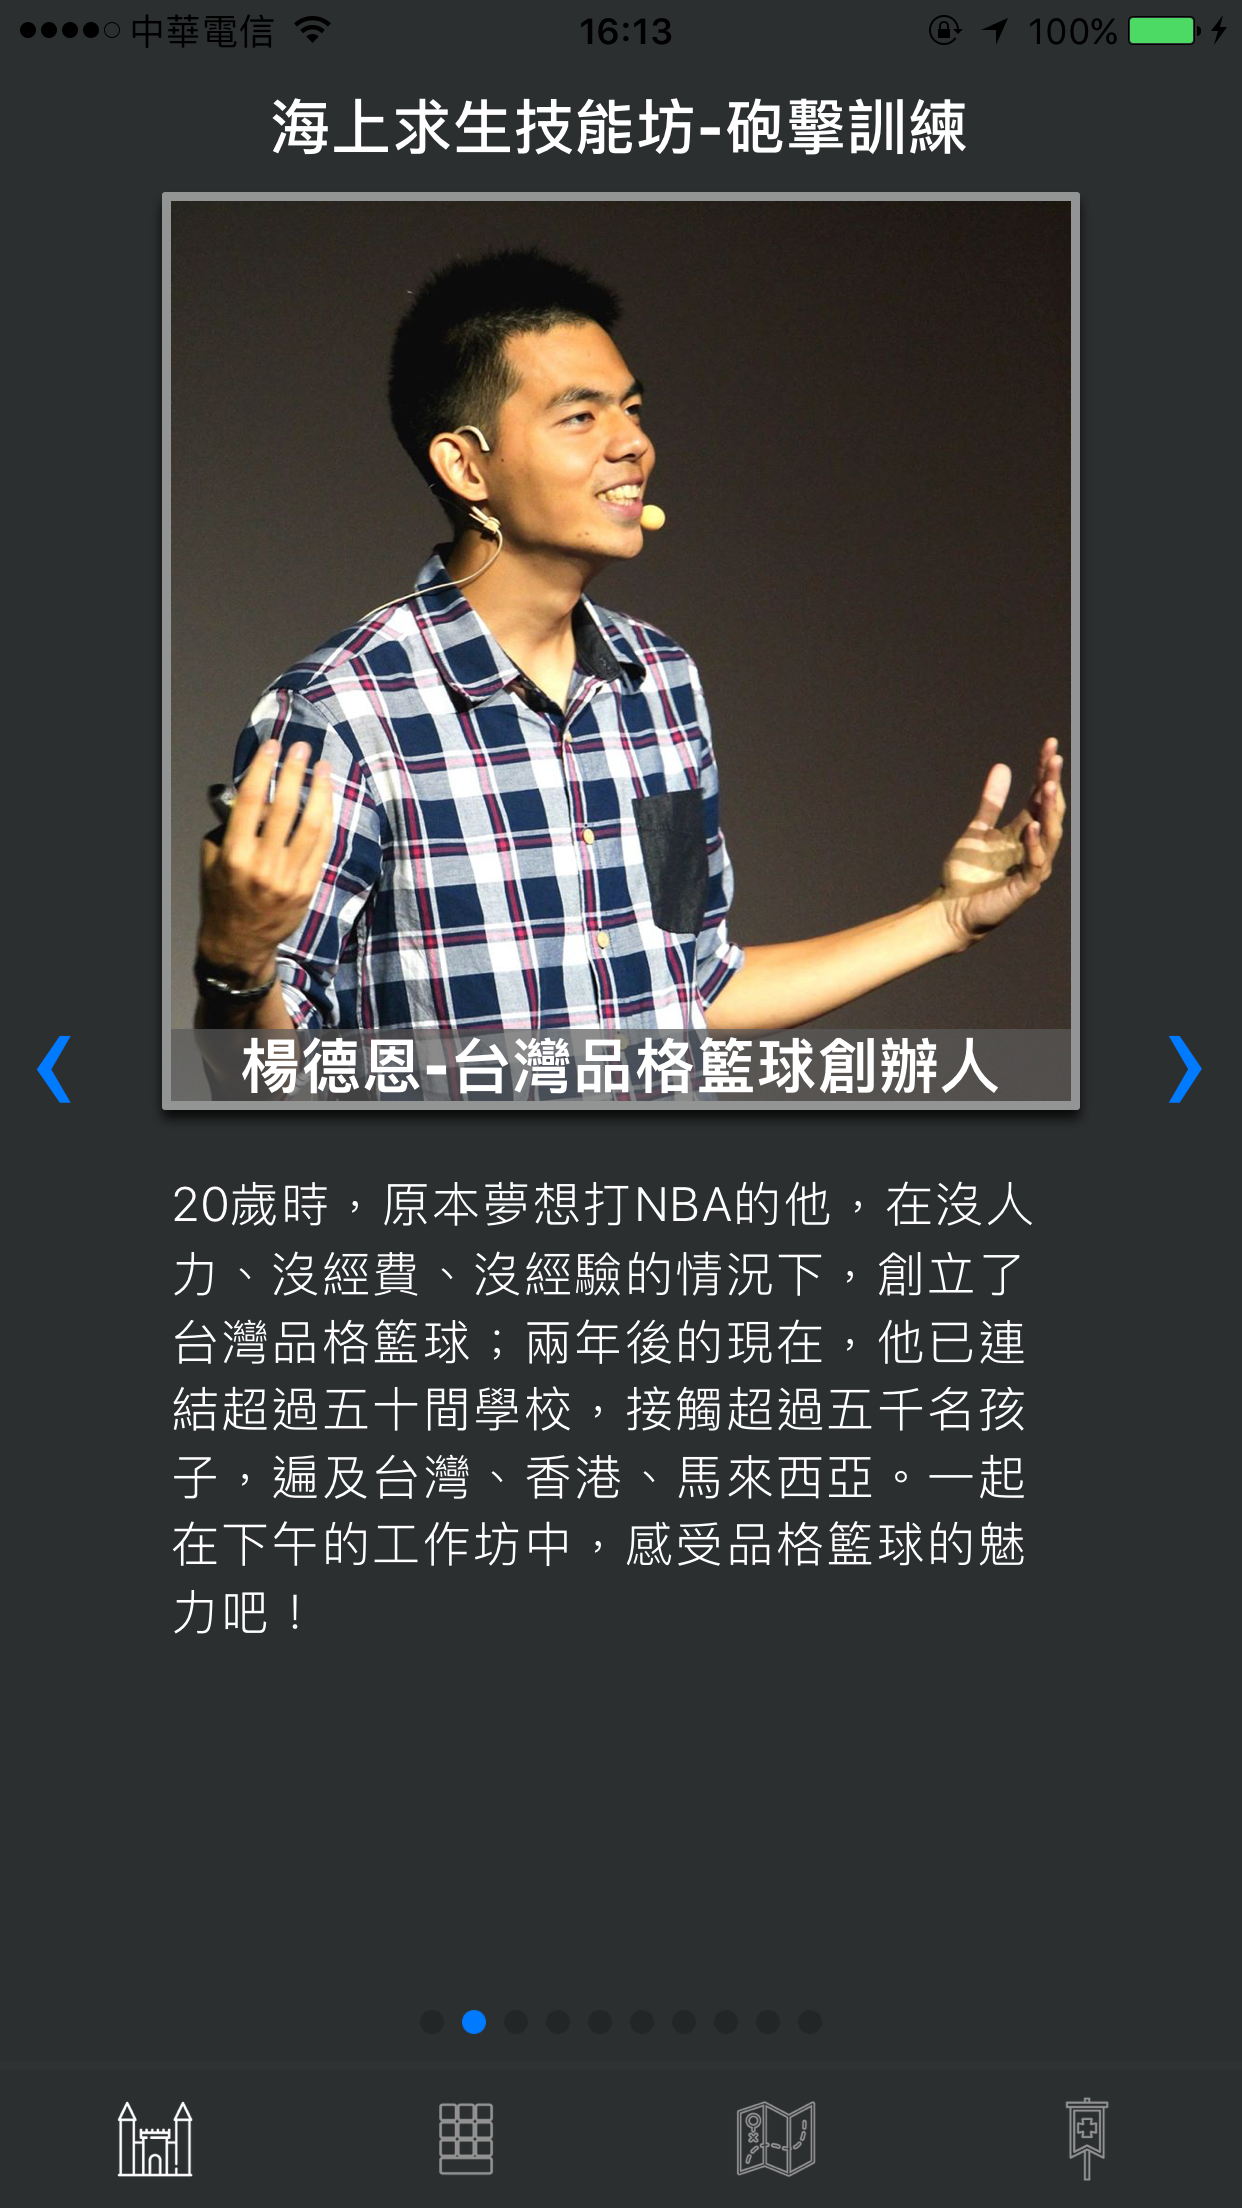 中華電信 16:13 100%
海上求生技能坊-砲擊訓練
楊德恩-台灣品格籃球創辦人
20歲時，原本夢想打NBA的他，在沒人
力、沒經費、沒經驗的情況下，創立了
台灣品格籃球；兩年後的現在，他已連
結超過五十間學校，接觸超過五千名孩
子，遍及台灣、香港、馬來西亞。一起
在下午的工作坊中，感受品格籃球的魅
力吧！